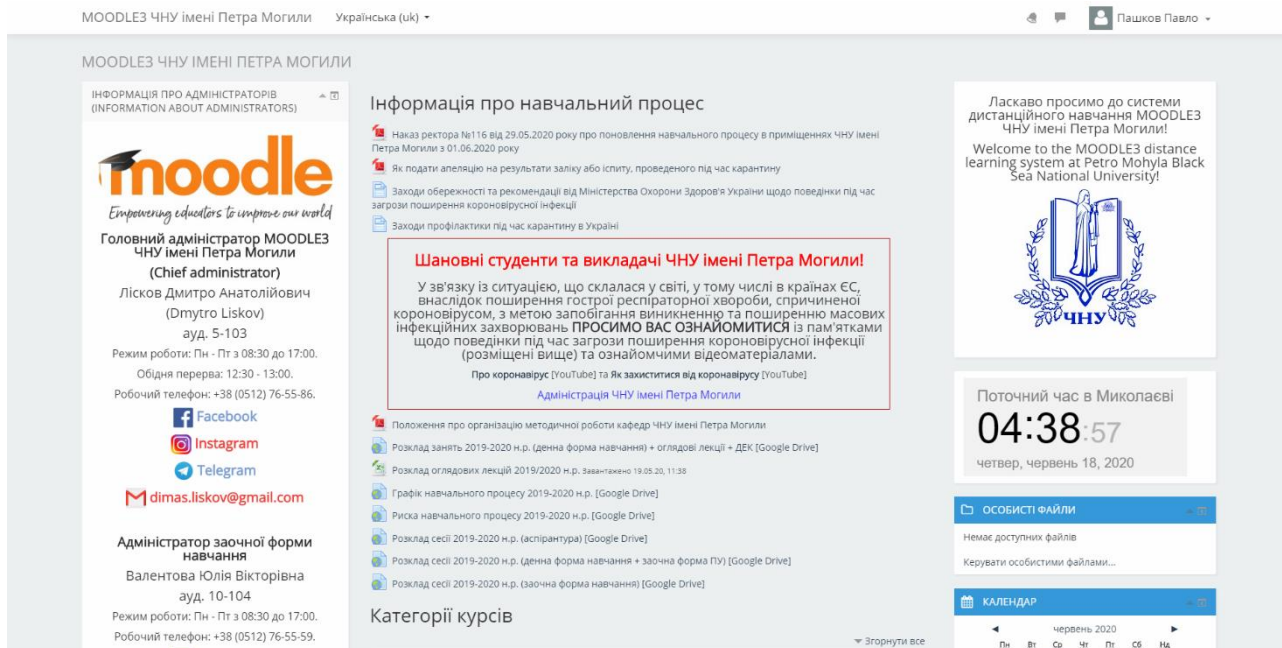 MOODLE3 ЧНУ імені Петра Могили
Українська (uk)
Пашков Павло
MOODLE3 ЧНУ ІМЕНІ ПЕТРА МОГИЛИ
ІНФОРМАЦІЯ ПРО АДМІНІСТРАТОРІВ
(INFORMATION ABOUT ADMINISTRATORS)
moodle
Empowering educators to improve our world
Головний адміністратор MOODLE3
ЧНУ імені Петра Могили
(Chief administrator)
Лісков Дмитро Анатолійович
(Dmytro Liskov)
ауд. 5-103
Режим роботи: Пн - Пт з 08:30 до 17:00.
Обідня перерва: 12:30 - 13:00.
Робочий телефон: +38 (0512) 76-55-86.
Facebook
Instagram
Telegram
dimas.liskov@gmail.com
Адміністратор заочної форми
навчання
Валентова Юлія Вікторівна
ауд. 10-104
Режим роботи: Пн - Пт з 08:30 до 17:00.
Робочий телефон: +38 (0512) 76-55-59.
Інформація про навчальний процес
Наказ ректора №116 від 29.05.2020 року про поновлення навчального процесу в приміщеннях ЧНУ імені
Петра Могили з 01.06.2020 року
Як подати апеляцію на результати заліку або іспиту, проведеного під час карантину
Заходи обережності та рекомендації від Міністерства Охорони Здоров'я України щодо поведінки під час
загрози поширення короновірусної інфекції
Заходи профілактики під час карантину в Україні
Шановні студенти та викладачі ЧНУ імені Петра Могили!
У зв'язку із ситуацією, що склалася у світі, у тому числі в країнах ЄС,
внаслідок поширення гострої респіраторної хвороби, спричиненої
короновірусом, з метою запобігання виникненню та поширенню масових
інфекційних захворювань ПРОСИМО ВАС ОЗНАЙОМИТИСЯ із пам'ятками
щодо поведінки під час загрози поширення короновірусної інфекції
(розміщені вище) та ознайомчими відеоматеріалами.
Про коронавірус [YouTube] та Як захиститися від коронавірусу [YouTube]
Адміністрація ЧНУ імені Петра Могили
Положення про організацію методичної роботи кафедр ЧНУ імені Петра Могили
Розклад занять 2019-2020 н.р. (денна форма навчання) + оглядові лекції + ДЕК [Google Drive]
Розклад оглядових лекцій 2019/2020 н.р. Завантажено 19.05.20, 11:38
Графік навчального процесу 2019-2020 н.р. [Google Drive]
Риска навчального процесу 2019-2020 н.р. [Google Drive]
Розклад сесії 2019-2020 н.р. (аспірантура) [Google Drive]
Розклад сесії 2019-2020 н.р. (денна форма навчання + заочна форма ПУ) [Google Drive]
Розклад сесії 2019-2020 н.р. (заочна форма навчання) [Google Drive]
Категорії курсів
Згорнути все
Ласкаво просимо до системи
дистанційного навчання MOODLE3
ЧНУ імені Петра Могили!
Welcome to the MOODLE3 distance
learning system at Petro Mohyla Black
Sea National University!
ЧНУ
Поточний час в Миколаєві
04:38:57
четвер, червень 18, 2020
ОСОБИСТІ ФАЙЛИ
Немає доступних файлів
Керувати особистими файлами...
КАЛЕНДАР
червень 2020
Пн Вт Ср Чт Пт Сб Нд